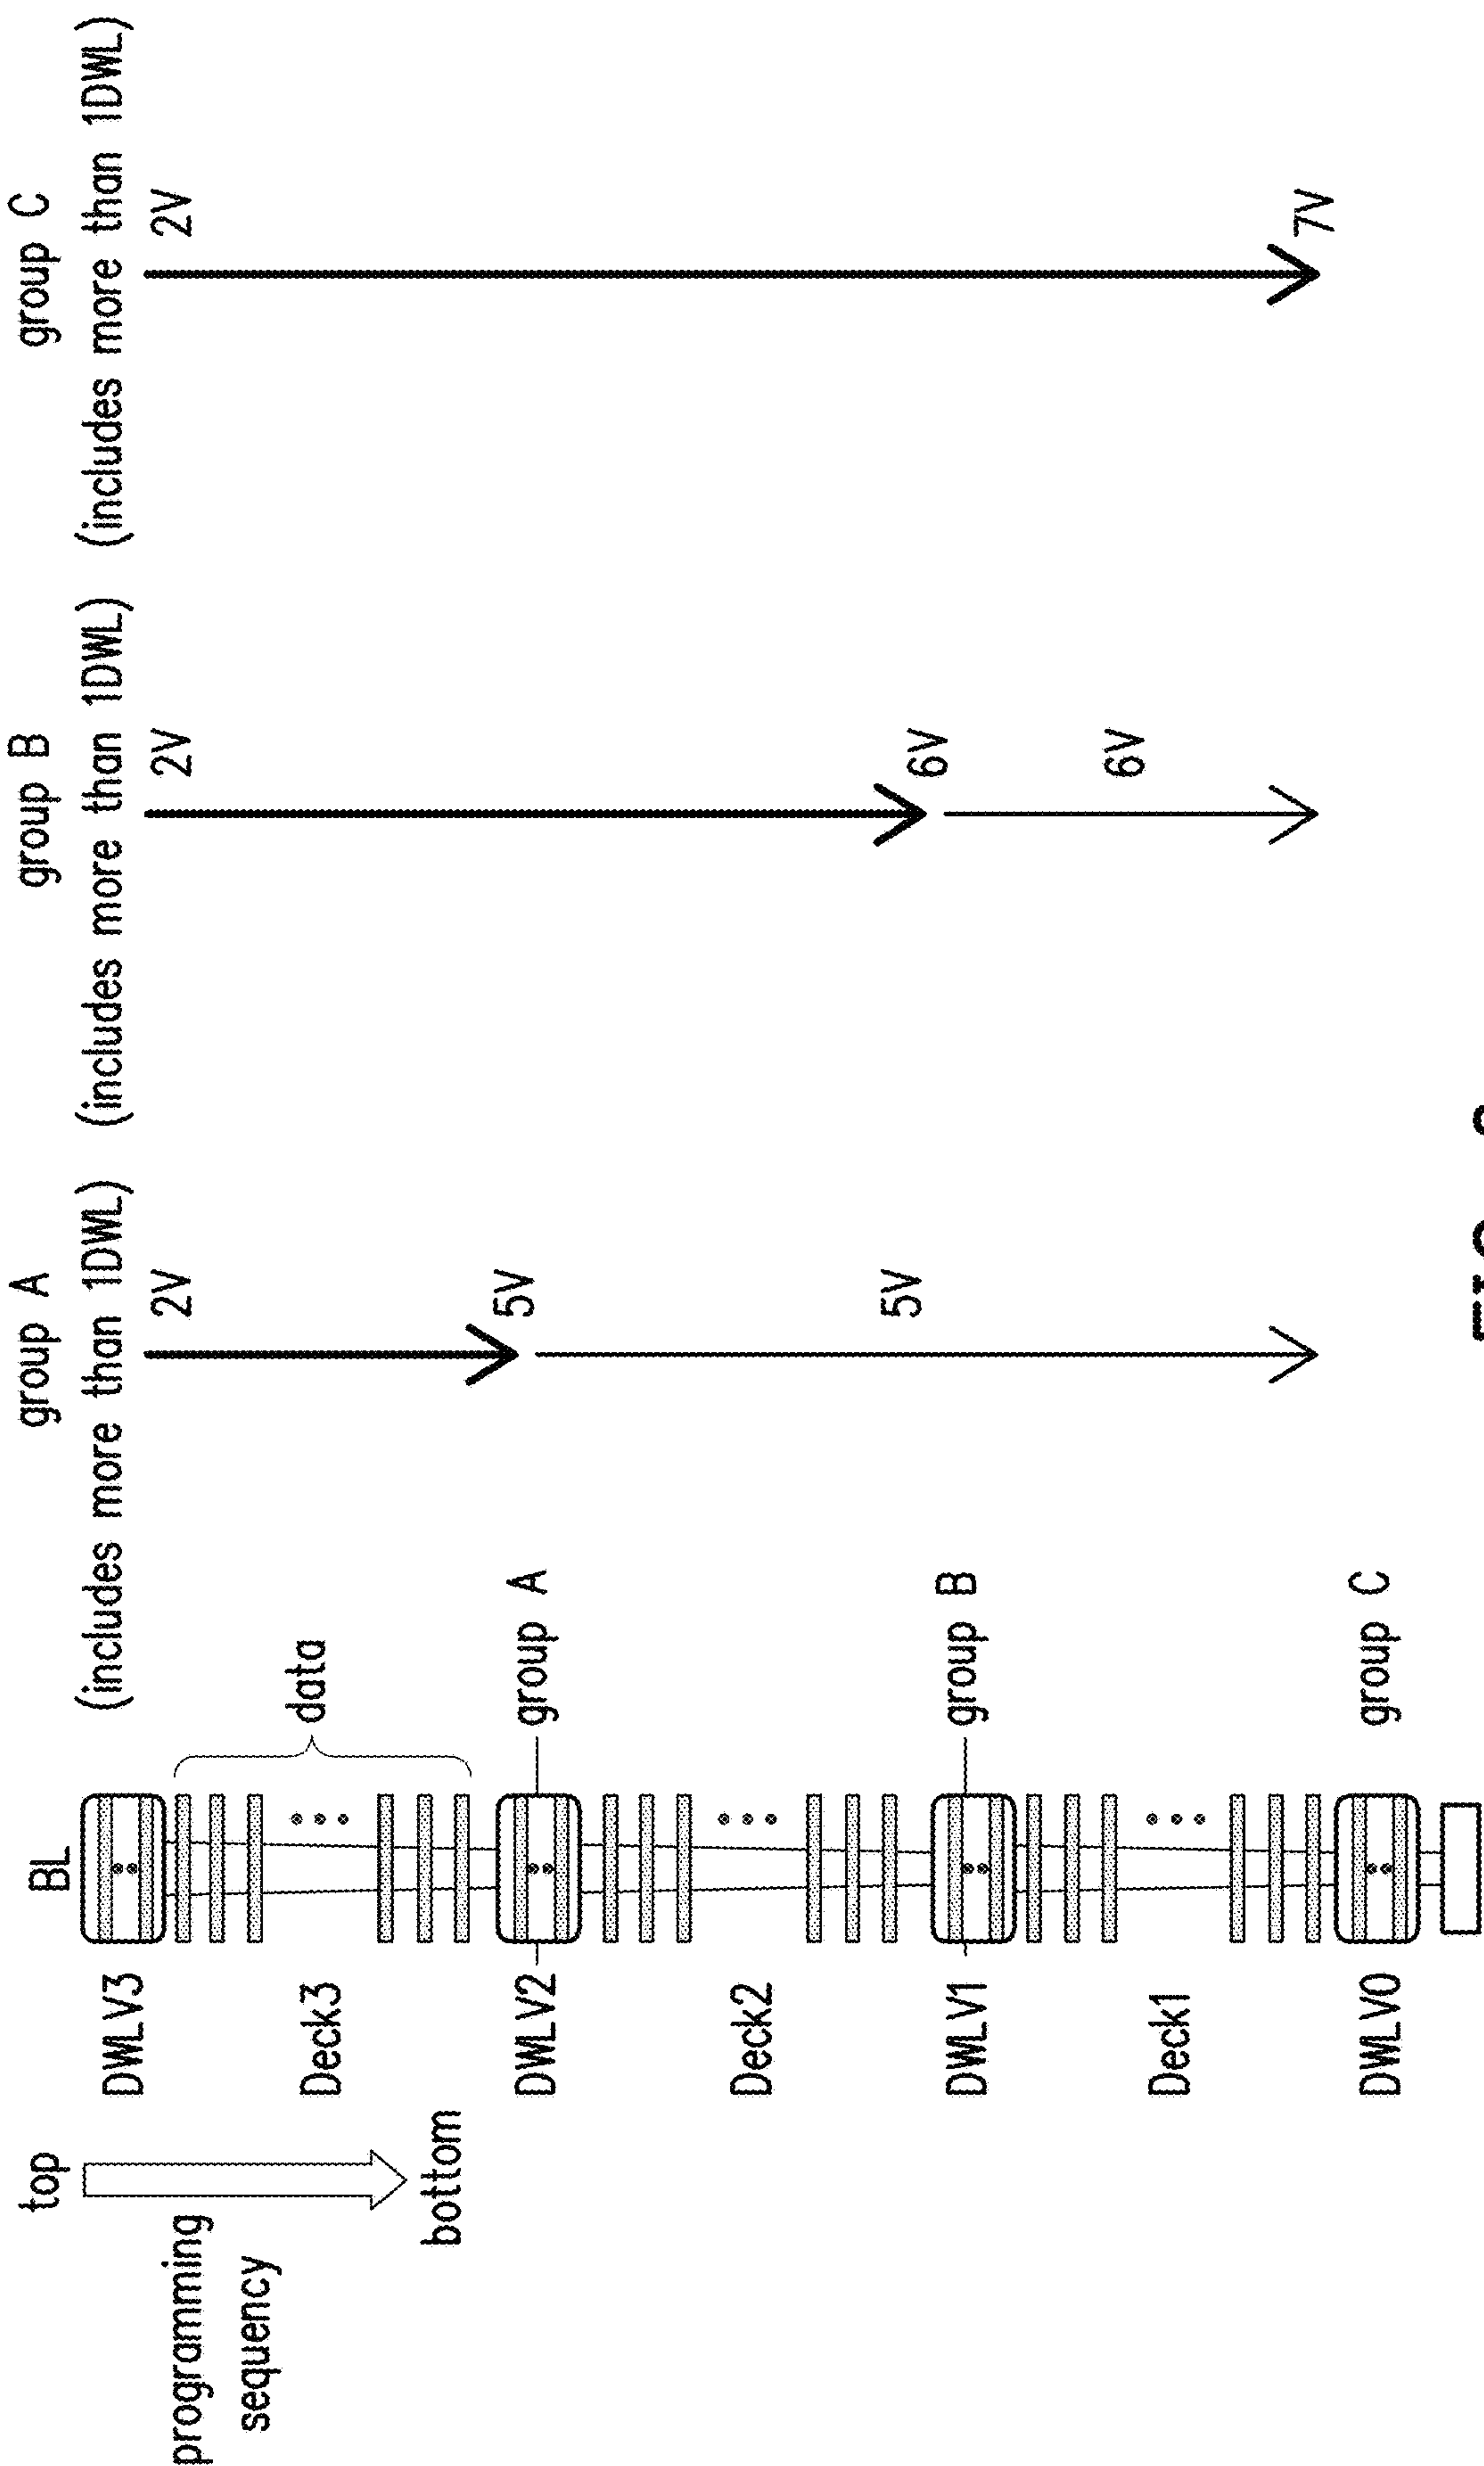 top
programming
sequency
bottom
BL
DWLV3
Deck3
DWLV2
Deck2
DWLV1
Deck1
DWLV0
data
group A
group B
group C
group A
(includes more than 1DWL)
2V
5V
5V
group B
(includes more than 1DWL)
2V
6V
6V
group C
(includes more than 1DWL)
2V
7V